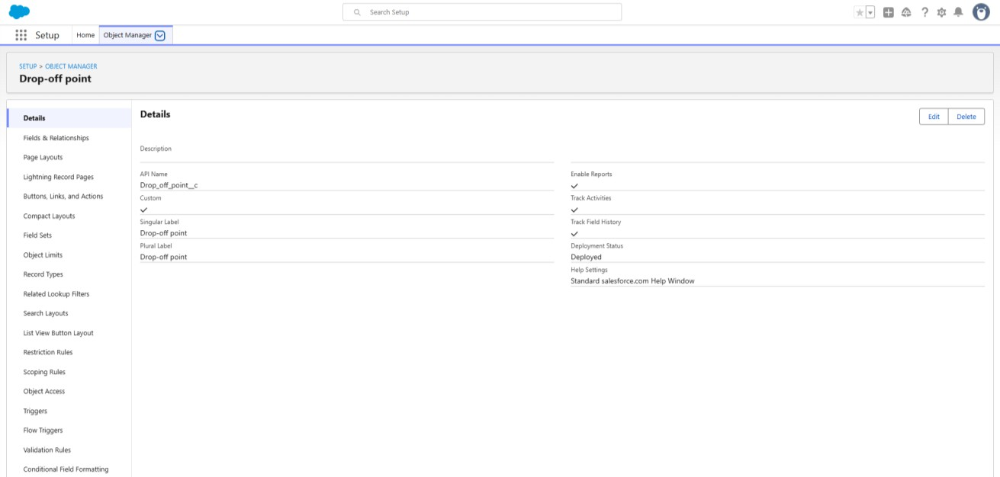 Search Setup
Setup
Home
Object Manager
SETUP > OBJECT MANAGER
Drop-off point
Details
Fields & Relationships
Page Layouts
Lightning Record Pages
Buttons, Links, and Actions
Compact Layouts
Field Sets
Object Limits
Record Types
Related Lookup Filters
Search Layouts
List View Button Layout
Restriction Rules
Scoping Rules
Object Access
Triggers
Flow Triggers
Validation Rules
Conditional Field Formatting
Details
Edit
Delete
Description
API Name
Drop_off_point__c
Custom
Singular Label
Drop-off point
Plural Label
Drop-off point
Enable Reports
Track Activities
Track Field History
Deployment Status
Deployed
Help Settings
Standard salesforce.com Help Window